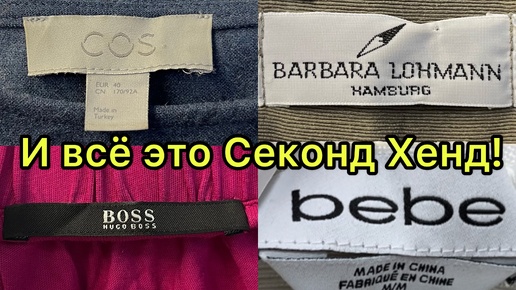 COS
EUR 40
CN 170/92A
Made in
Turkey
BARBARA LOHMANN
HAMBURG
И всё это Секонд Хенд!
BOSS
HUGO BOSS
bebe
MADE IN CHINA
FABRIQUÉ EN CHINE
M/M